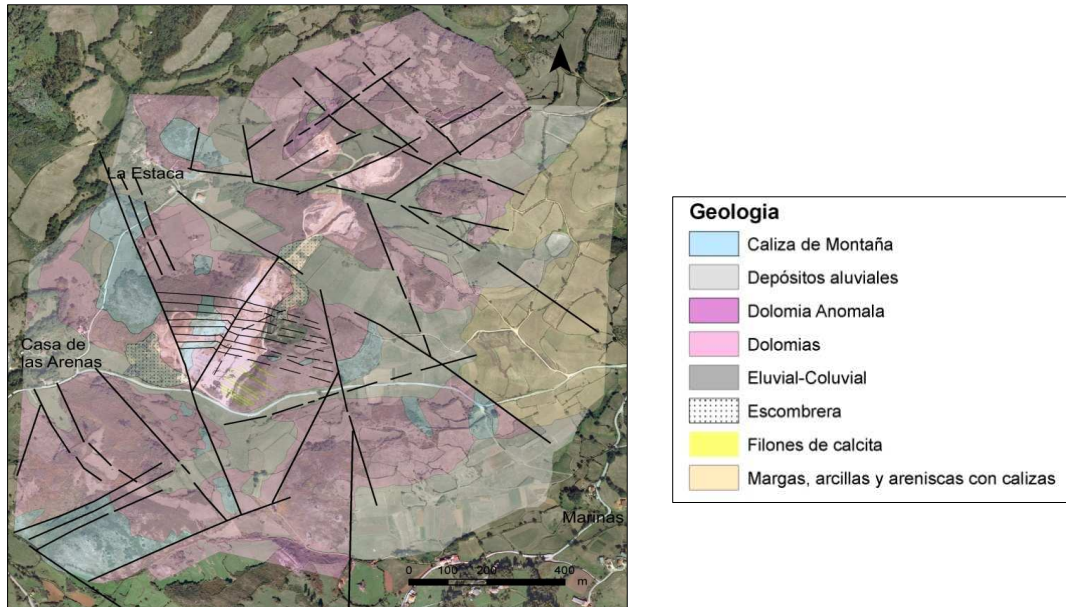 N
La Estaca
Casa de
las Arenas
Marinas
0 100 200 400
m
Geologia
Caliza de Montaña
Depósitos aluviales
Dolomia Anomala
Dolomias
Eluvial-Coluvial
Escombrera
Filones de calcita
Margas, arcillas y areniscas con calizas